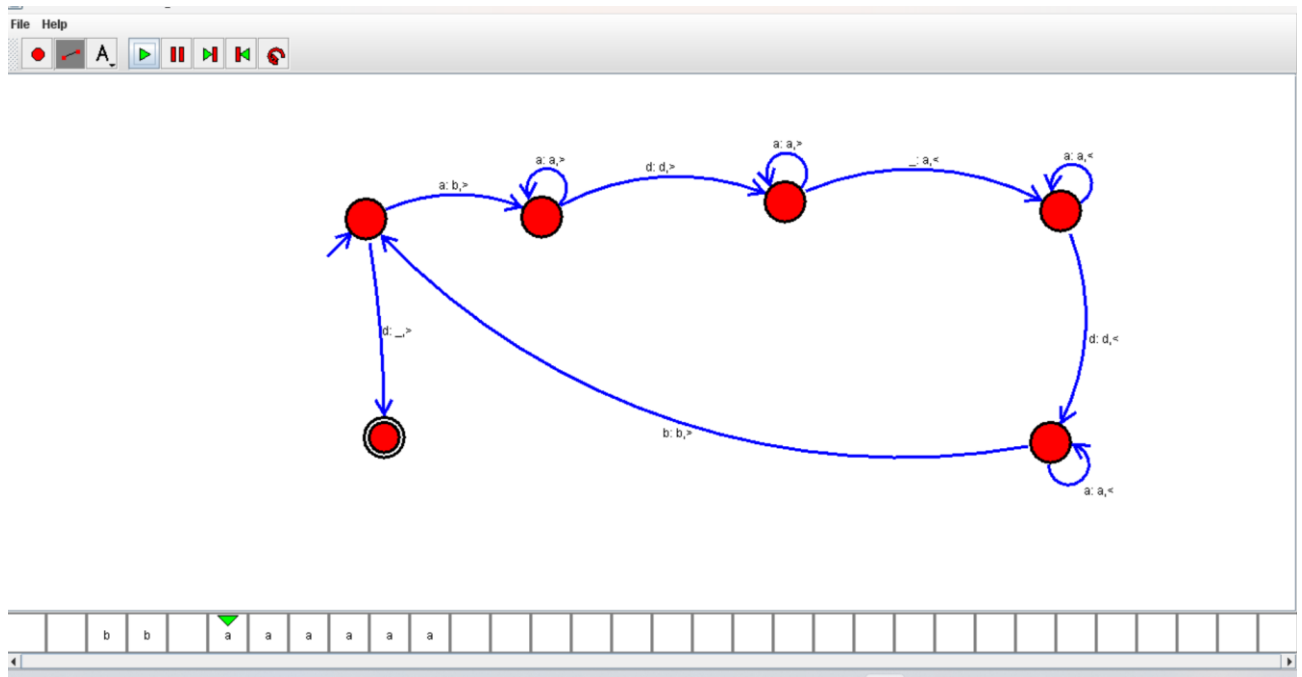 File Help
A
a: a,>
a: a,>
_: a,<
a: a,<
d: d,>
a: b,>
d: _,>
d: d,<
b: b,>
a: a,<
b b a a a a a a